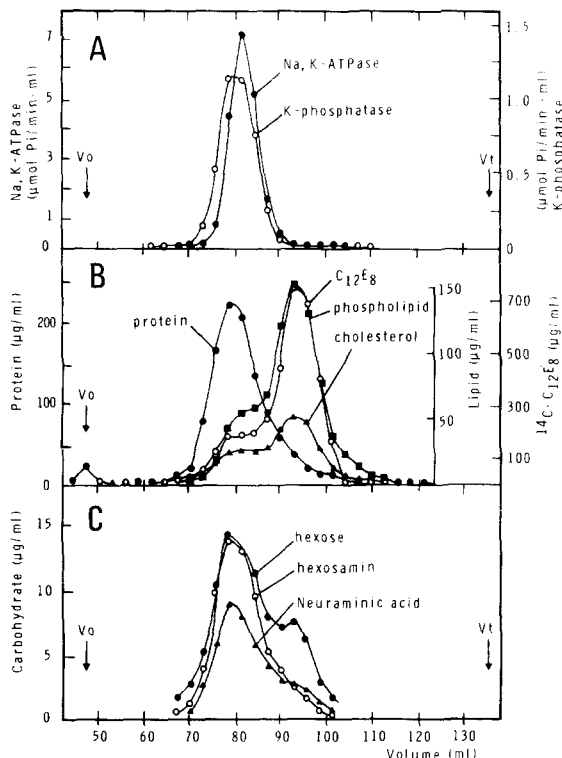 A
Na, K-ATPase
(μmol Pi/min·ml)
7
5
3
2
1
0
1.5
1.0
0.5
0
K-phosphatase
(μmol Pi/min·ml)
Na, K-ATPase
K-phosphatase
Vo
Vt
B
Protein (μg/ml)
200
100
0
Lipid (μg/ml)
150
100
50
14C-C12E8 (μg/ml)
700
500
300
100
C12E8
phospholipid
cholesterol
protein
Vo
C
Carbohydrate (μg/ml)
15
10
5
0
hexose
hexosamin
Neuraminic acid
Vo
Vt
50 60 70 80 90 100 110 120 130
Volume (ml)